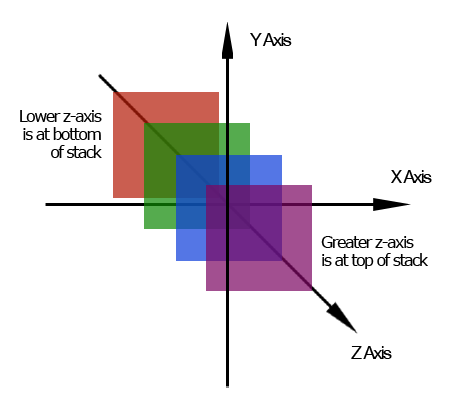 Y Axis
Lower z-axis
is at bottom
of stack
X Axis
Greater z-axis
is at top of stack
Z Axis